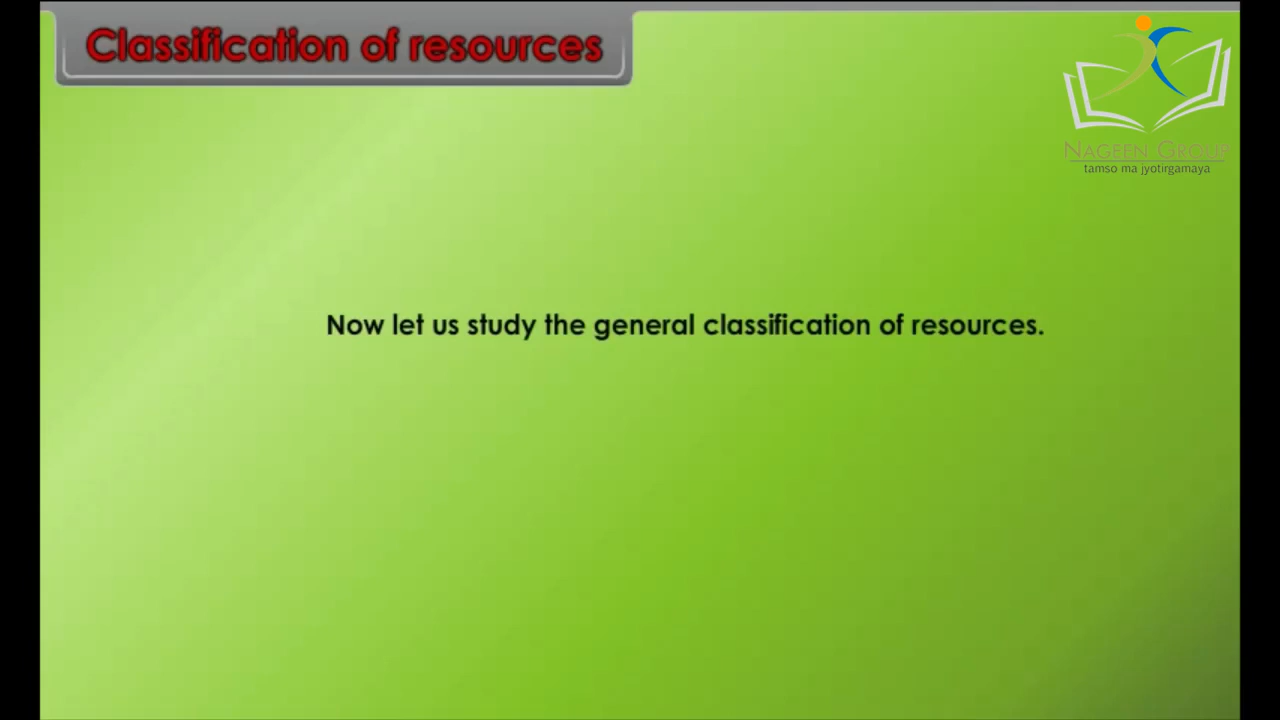 Classification of resources
NAGEEN GROUP
tamso ma jyotirgamaya
Now let us study the general classification of resources.